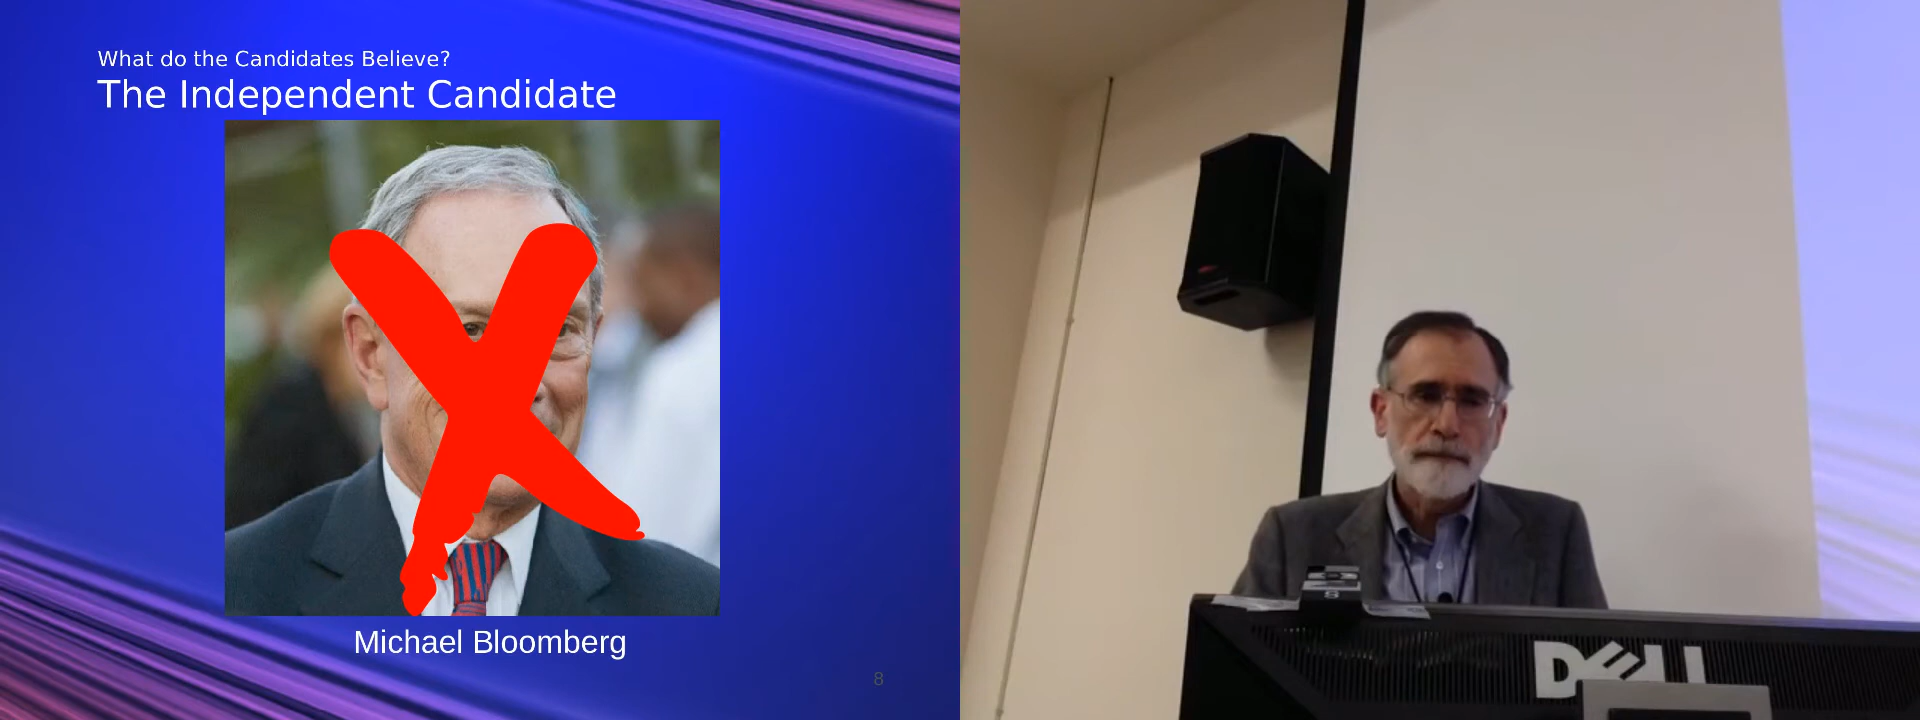 What do the Candidates Believe?
The Independent Candidate
Michael Bloomberg
8
DELL